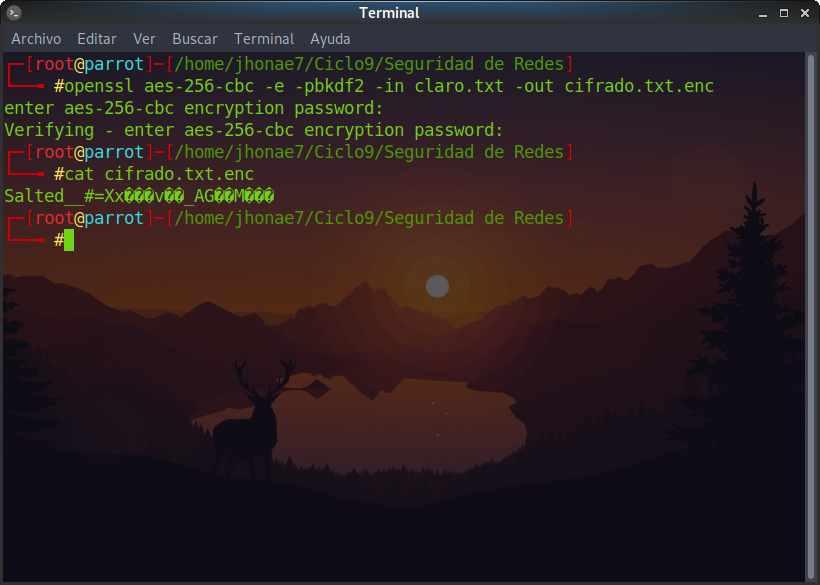 Terminal
Archivo Editar Ver Buscar Terminal Ayuda
[root@parrot]─[/home/jhonae7/Ciclo9/Seguridad de Redes]
#openssl aes-256-cbc -e -pbkdf2 -in claro.txt -out cifrado.txt.enc
enter aes-256-cbc encryption password:
Verifying - enter aes-256-cbc encryption password:
[root@parrot]─[/home/jhonae7/Ciclo9/Seguridad de Redes]
#cat cifrado.txt.enc
Salted__#=Xx���v��_AG��M���
[root@parrot]─[/home/jhonae7/Ciclo9/Seguridad de Redes]
#